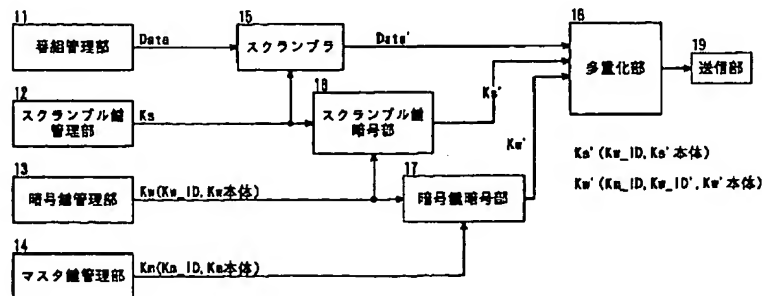 11
番組管理部
Data
15
スクランブラ
Data'
18
多重化部
19
送信部
12
スクランブル鍵
管理部
Ks
16
スクランブル鍵
暗号部
Ks'
Kw'
13
暗号鍵管理部
Kw(Kw_ID,Kw本体)
17
暗号鍵暗号部
14
マスタ鍵管理部
Km(Km_ID,Km本体)
Ks'(Kw_ID,Ks'本体)
Kw'(Km_ID,Kw_ID',Kw'本体)